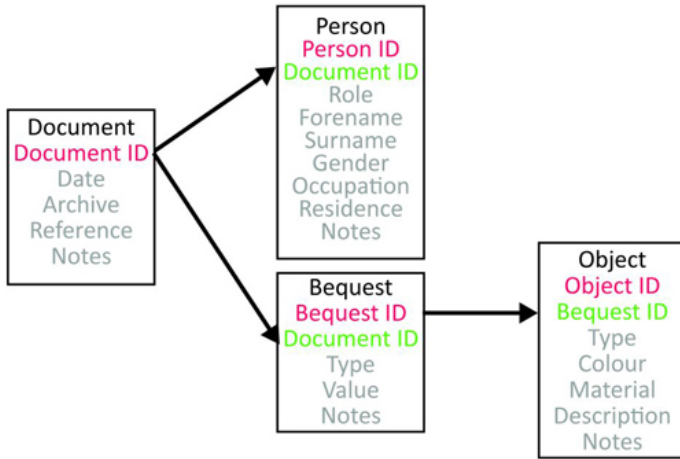 Document
Document ID
Date
Archive
Reference
Notes
Person
Person ID
Document ID
Role
Forename
Surname
Gender
Occupation
Residence
Notes
Bequest
Bequest ID
Document ID
Type
Value
Notes
Object
Object ID
Bequest ID
Type
Colour
Material
Description
Notes